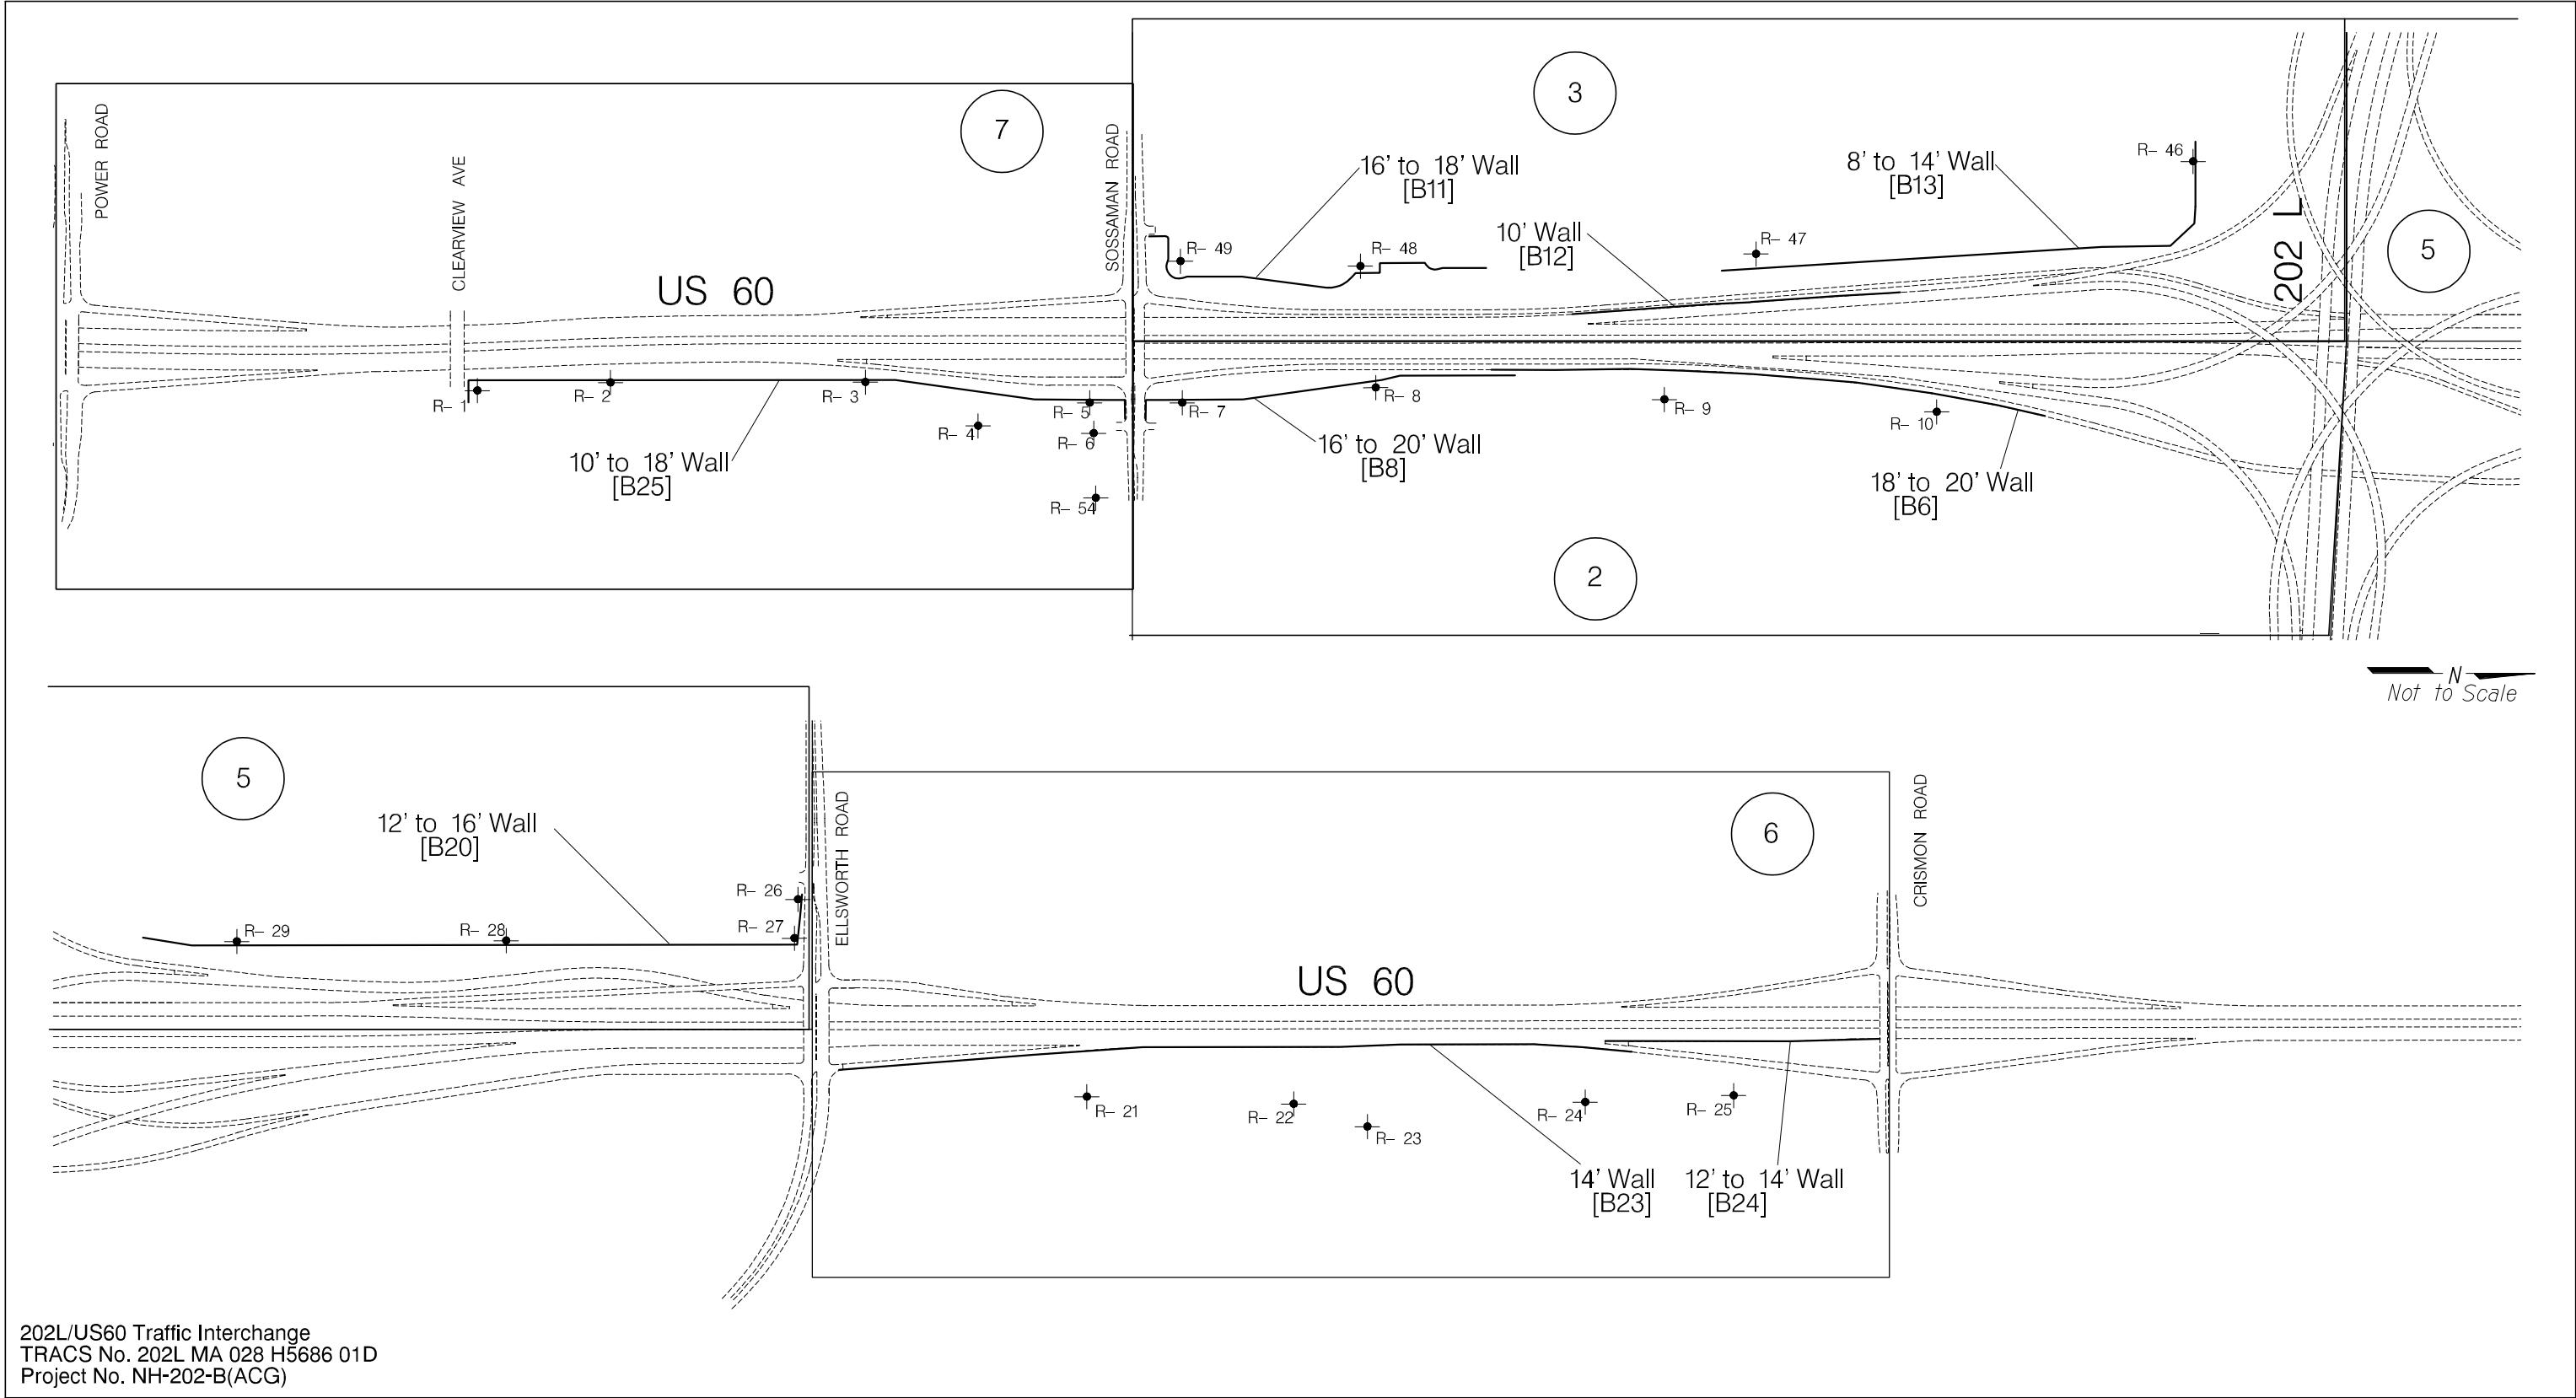 POWER ROAD
CLEARVIEW AVE
US 60
7
SOSSAMAN ROAD
R- 1
R- 2
R- 3
R- 4
R- 5
R- 6
R- 54
10' to 18' Wall
[B25]
3
16' to 18' Wall
[B11]
R- 49
R- 48
10' Wall
[B12]
R- 47
8' to 14' Wall
[B13]
R- 46
202 L
5
R- 7
R- 8
R- 9
R- 10
16' to 20' Wall
[B8]
18' to 20' Wall
[B6]
2
N
Not to Scale
5
12' to 16' Wall
[B20]
R- 26
R- 27
R- 28
R- 29
ELLSWORTH ROAD
6
CRISMON ROAD
US 60
R- 21
R- 22
R- 23
R- 24
R- 25
14' Wall
[B23]
12' to 14' Wall
[B24]
202L/US60 Traffic Interchange
TRACS No. 202L MA 028 H5686 01D
Project No. NH-202-B(ACG)